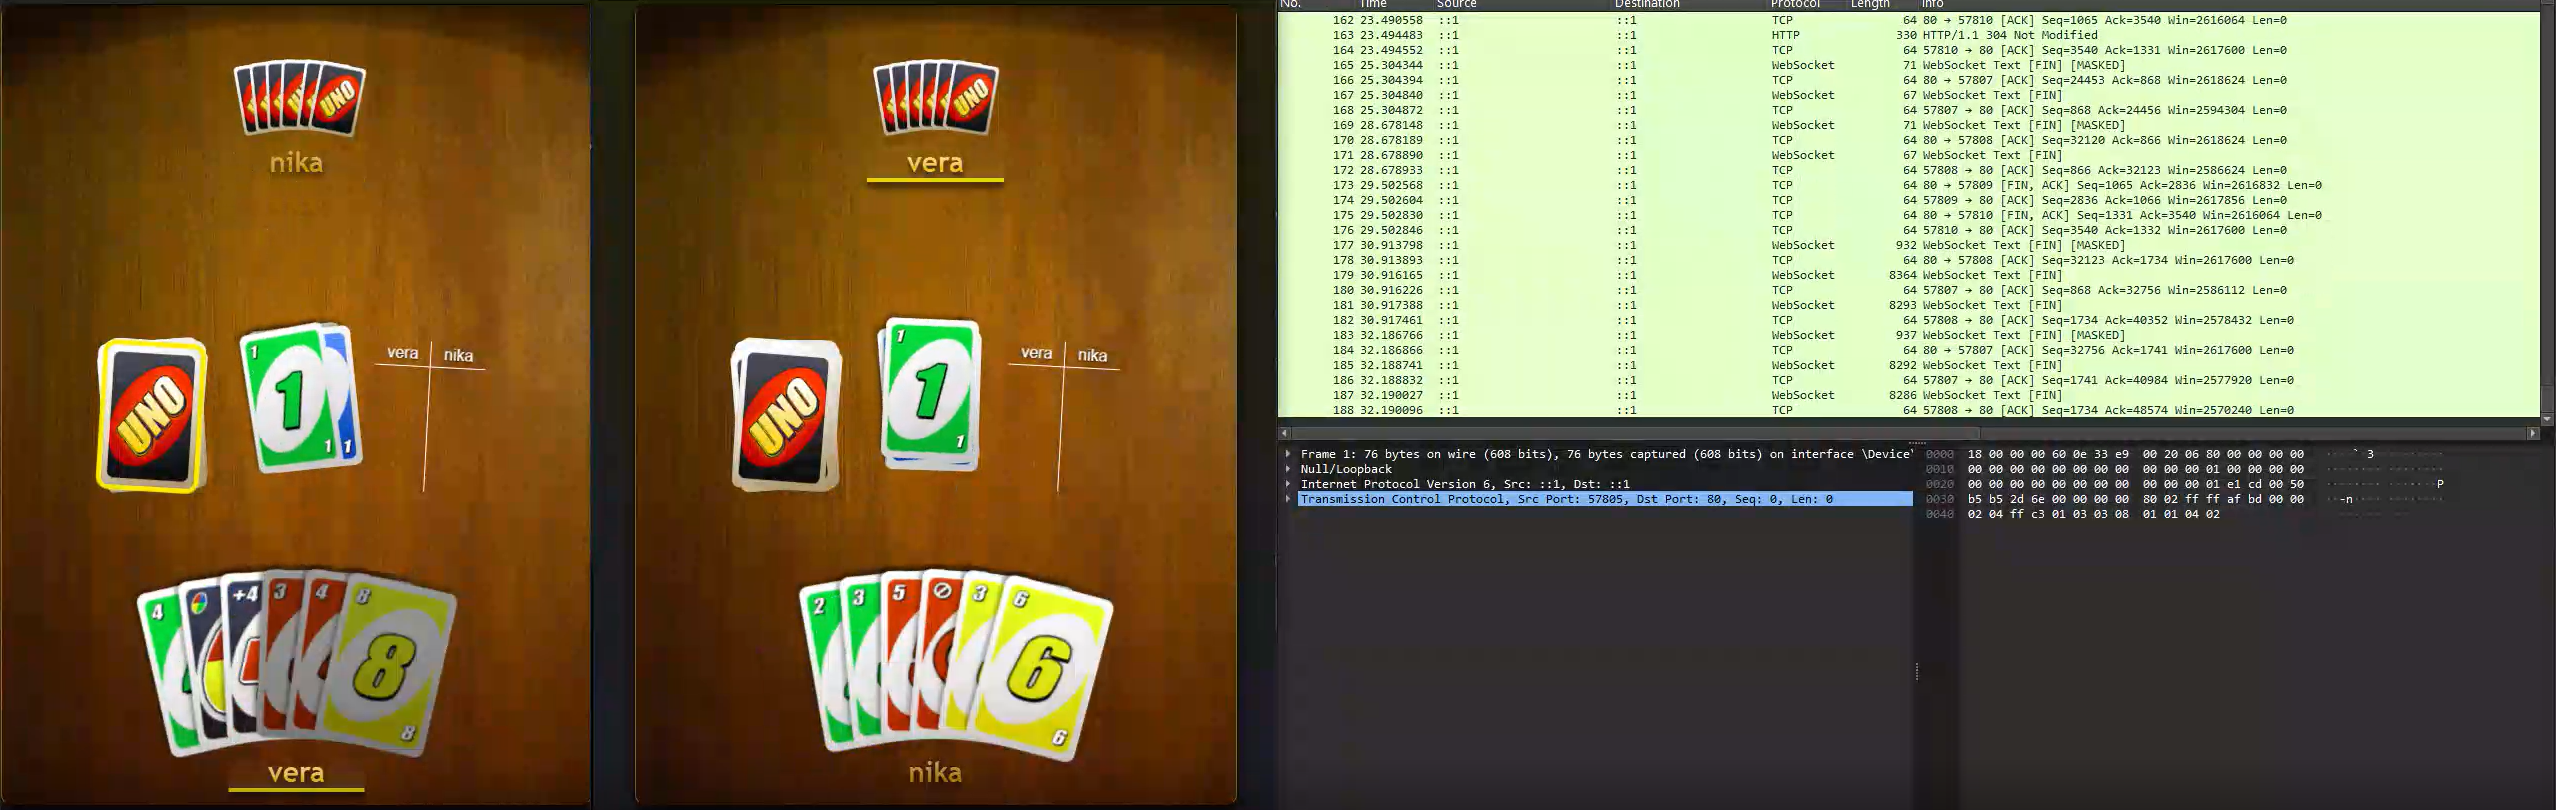 UNO
nika
UNO
1
1
1
vera nika
4
+4
3
4
8
8
8
vera
UNO
vera
UNO
1
1
1
vera nika
2
3
5
3
6
6
6
nika
No. Time Source Destination Protocol Length Info
162 23.490558 ::1 ::1 TCP 64 80 → 57810 [ACK] Seq=1065 Ack=3540 Win=2616064 Len=0
163 23.494483 ::1 ::1 HTTP 330 HTTP/1.1 304 Not Modified
164 23.494552 ::1 ::1 TCP 64 57810 → 80 [ACK] Seq=3540 Ack=1331 Win=2617600 Len=0
165 25.304344 ::1 ::1 WebSocket 71 WebSocket Text [FIN] [MASKED]
166 25.304394 ::1 ::1 TCP 64 80 → 57807 [ACK] Seq=24453 Ack=868 Win=2618624 Len=0
167 25.304840 ::1 ::1 WebSocket 67 WebSocket Text [FIN]
168 25.304872 ::1 ::1 TCP 64 57807 → 80 [ACK] Seq=868 Ack=24456 Win=2594304 Len=0
169 28.678148 ::1 ::1 WebSocket 71 WebSocket Text [FIN] [MASKED]
170 28.678189 ::1 ::1 TCP 64 80 → 57808 [ACK] Seq=32120 Ack=866 Win=2618624 Len=0
171 28.678890 ::1 ::1 WebSocket 67 WebSocket Text [FIN]
172 28.678933 ::1 ::1 TCP 64 57808 → 80 [ACK] Seq=866 Ack=32123 Win=2586624 Len=0
173 29.502568 ::1 ::1 TCP 64 80 → 57809 [FIN, ACK] Seq=1065 Ack=2836 Win=2616832 Len=0
174 29.502604 ::1 ::1 TCP 64 57809 → 80 [ACK] Seq=2836 Ack=1066 Win=2617856 Len=0
175 29.502830 ::1 ::1 TCP 64 80 → 57810 [FIN, ACK] Seq=1331 Ack=3540 Win=2616064 Len=0
176 29.502846 ::1 ::1 TCP 64 57810 → 80 [ACK] Seq=3540 Ack=1332 Win=2617600 Len=0
177 30.913798 ::1 ::1 WebSocket 932 WebSocket Text [FIN] [MASKED]
178 30.913893 ::1 ::1 TCP 64 80 → 57808 [ACK] Seq=32123 Ack=1734 Win=2617600 Len=0
179 30.916165 ::1 ::1 WebSocket 8364 WebSocket Text [FIN]
180 30.916226 ::1 ::1 TCP 64 57807 → 80 [ACK] Seq=868 Ack=32756 Win=2586112 Len=0
181 30.917388 ::1 ::1 WebSocket 8293 WebSocket Text [FIN]
182 30.917461 ::1 ::1 TCP 64 57808 → 80 [ACK] Seq=1734 Ack=40352 Win=2578432 Len=0
183 32.186766 ::1 ::1 WebSocket 937 WebSocket Text [FIN] [MASKED]
184 32.186866 ::1 ::1 TCP 64 80 → 57807 [ACK] Seq=32756 Ack=1741 Win=2617600 Len=0
185 32.188741 ::1 ::1 WebSocket 8292 WebSocket Text [FIN]
186 32.188832 ::1 ::1 TCP 64 57807 → 80 [ACK] Seq=1741 Ack=40984 Win=2577920 Len=0
187 32.190027 ::1 ::1 WebSocket 8286 WebSocket Text [FIN]
188 32.190096 ::1 ::1 TCP 64 57808 → 80 [ACK] Seq=1734 Ack=48574 Win=2570240 Len=0
Frame 1: 76 bytes on wire (608 bits), 76 bytes captured (608 bits) on interface \Device\
Null/Loopback
Internet Protocol Version 6, Src: ::1, Dst: ::1
Transmission Control Protocol, Src Port: 57805, Dst Port: 80, Seq: 0, Len: 0
0000 18 00 00 00 60 0e 33 e9 00 20 06 80 00 00 00 00 ` 3
0010 00 00 00 00 00 00 00 00 00 00 00 01 00 00 00 00
0020 00 00 00 00 00 00 00 00 00 00 00 01 e1 cd 00 50 P
0030 b5 b5 2d 6e 00 00 00 00 80 02 ff ff af bd 00 00 -n
0040 02 04 ff c3 01 03 03 08 01 01 04 02